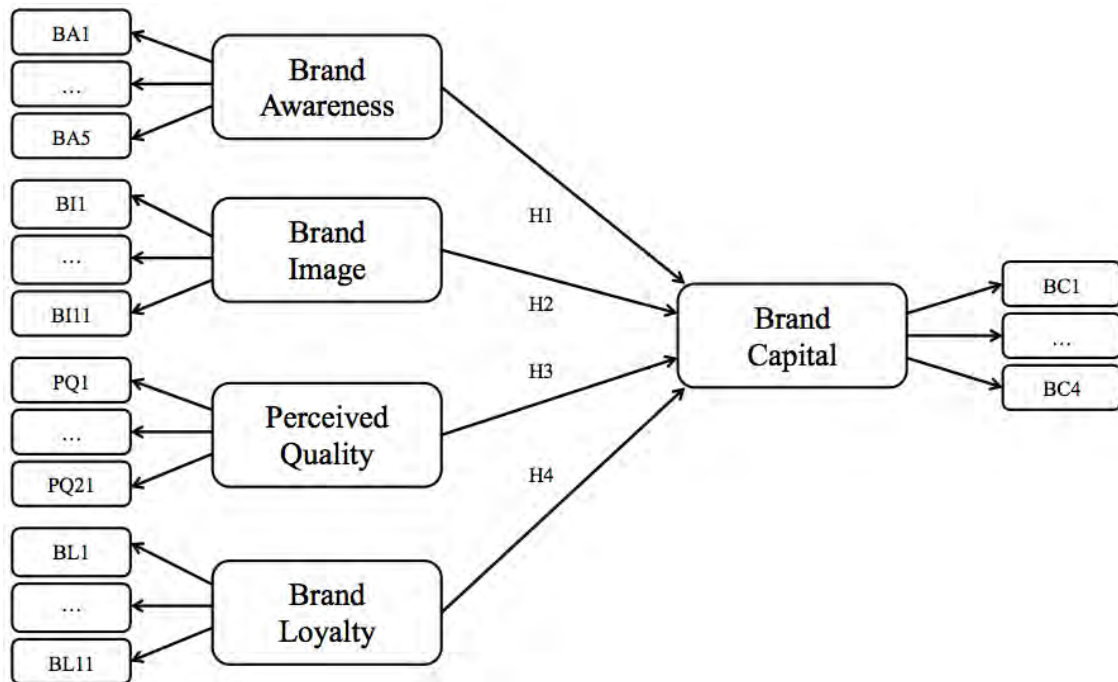 BA1
…
BA5
Brand
Awareness
BI1
…
BI11
Brand
Image
PQ1
…
PQ21
Perceived
Quality
BL1
…
BL11
Brand
Loyalty
H1
H2
H3
H4
Brand
Capital
BC1
…
BC4